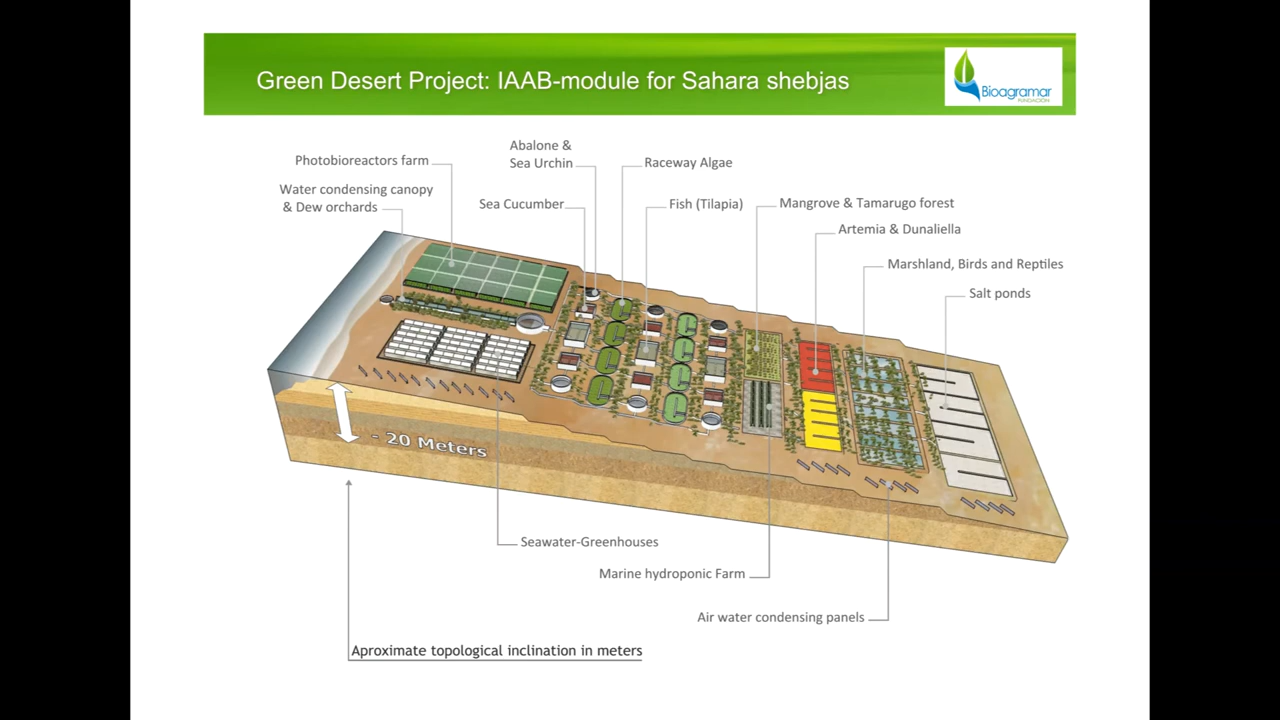 Green Desert Project: IAAB-module for Sahara shebjas
Bioagramar
FUNDACIÓN
Abalone &
Sea Urchin
Photobioreactors farm
Raceway Algae
Water condensing canopy
& Dew orchards
Sea Cucumber
Fish (Tilapia)
Mangrove & Tamarugo forest
Artemia & Dunaliella
Marshland, Birds and Reptiles
Salt ponds
- 20 Meters
Seawater-Greenhouses
Marine hydroponic Farm
Air water condensing panels
Aproximate topological inclination in meters